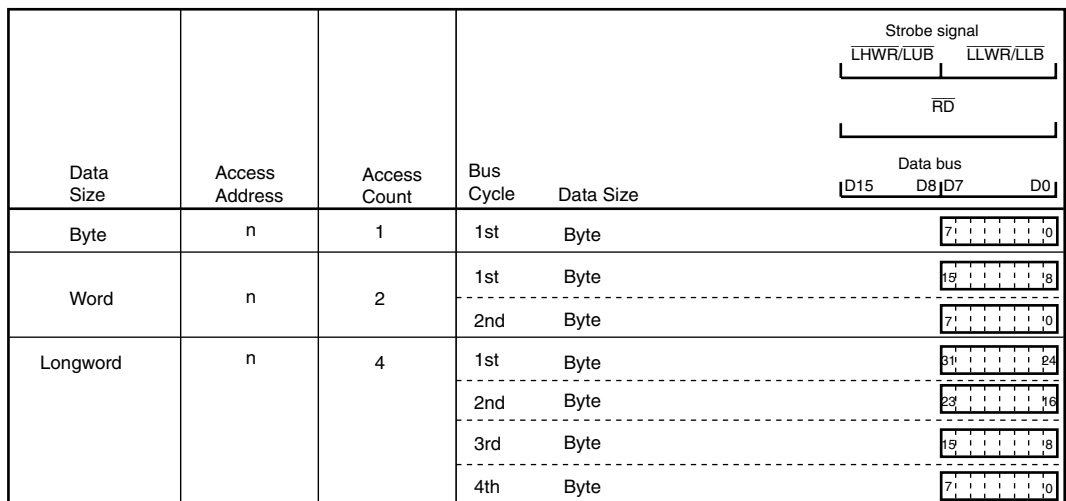 Strobe signal
LHWR/LUB LLWR/LLB
RD
Data Size Access Address Access Count Bus Cycle Data Size Data bus
D15 D8 D7 D0
Byte n 1 1st Byte 7 0
Word n 2 1st Byte 15 8
2nd Byte 7 0
Longword n 4 1st Byte 31 24
2nd Byte 23 16
3rd Byte 15 8
4th Byte 7 0